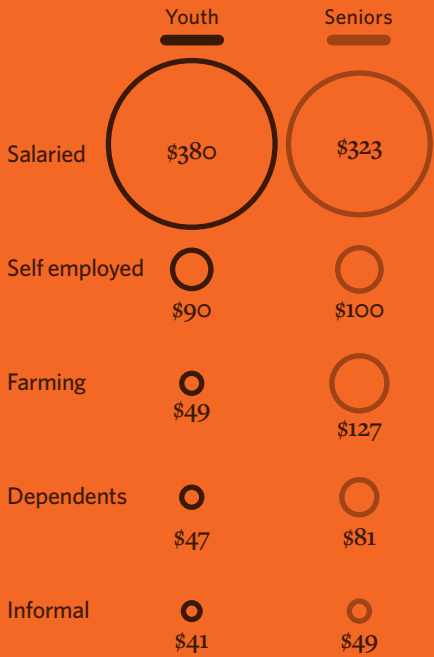 Youth Seniors
Salaried $380 $323
Self employed
$90 $100
Farming
$49
$127
Dependents
$47 $81
Informal
$41 $49